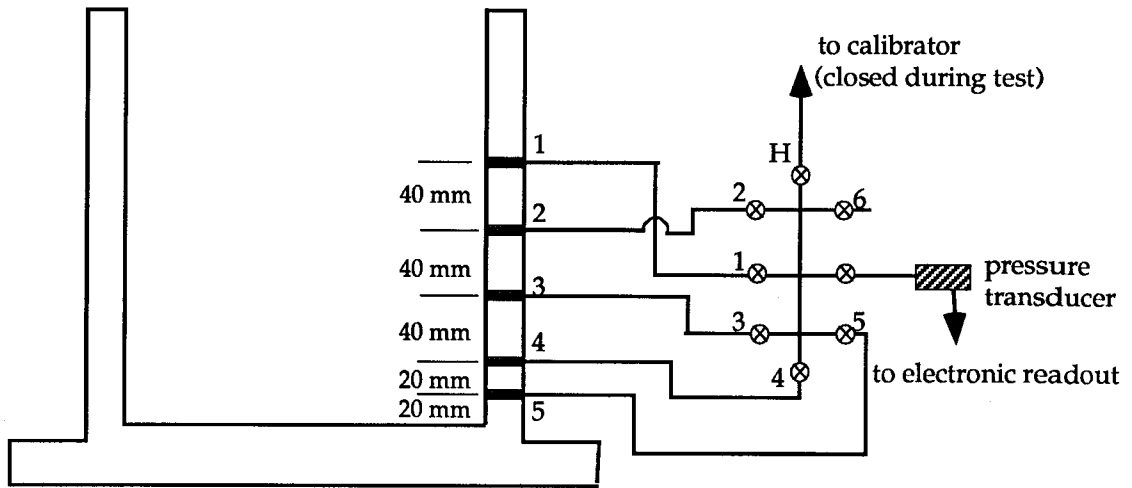 to calibrator
(closed during test)
1
H
40 mm
2
6
2
40 mm
1
pressure
transducer
3
40 mm
3
5
4
4
to electronic readout
20 mm
20 mm
5